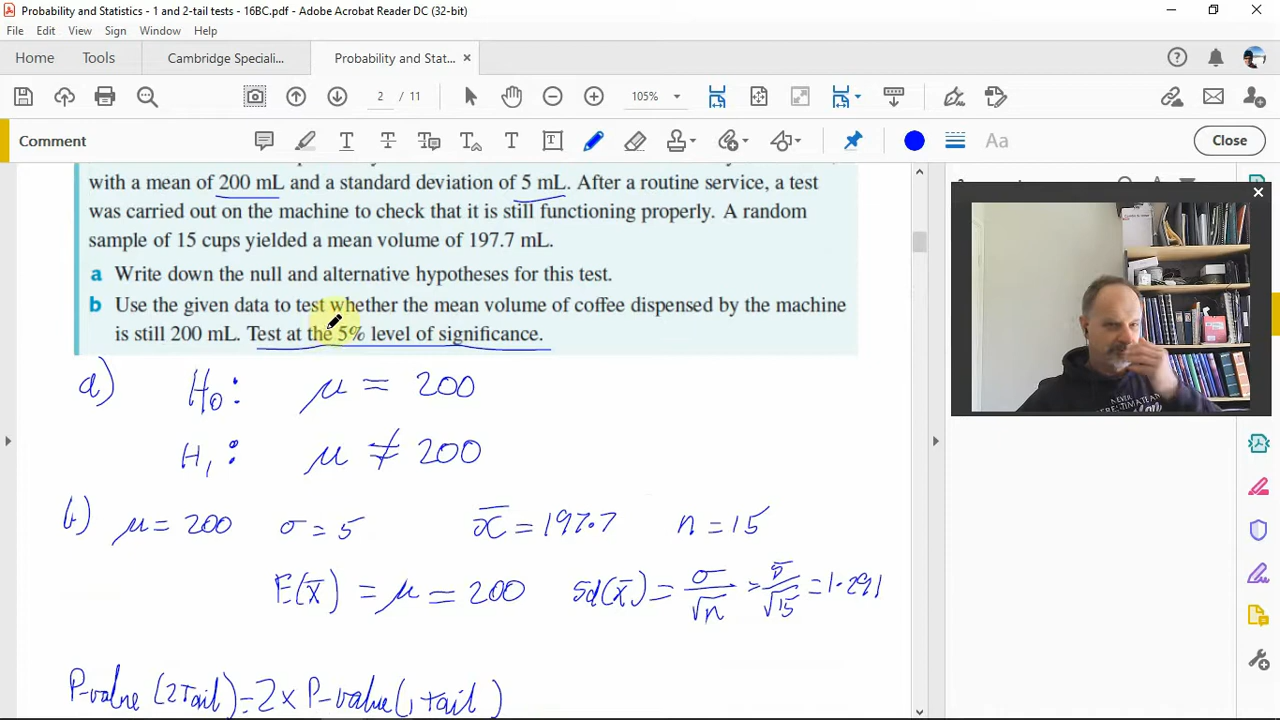 Probability and Statistics - 1 and 2-tail tests - 16BC.pdf - Adobe Acrobat Reader DC (32-bit)
File Edit View Sign Window Help
Home Tools Cambridge Speciali... Probability and Stat...
2 / 11 105%
Comment Close
with a mean of 200 mL and a standard deviation of 5 mL. After a routine service, a test
was carried out on the machine to check that it is still functioning properly. A random
sample of 15 cups yielded a mean volume of 197.7 mL.
a Write down the null and alternative hypotheses for this test.
b Use the given data to test whether the mean volume of coffee dispensed by the machine
is still 200 mL. Test at the 5% level of significance.
a) H₀: μ = 200
H₁: μ ≠ 200
b) μ = 200 σ = 5 x̄ = 197.7 n = 15
E(X̄) = μ = 200 sd(X̄) = σ/√n = 5/√15 = 1.291
P-value (2Tail) = 2 × P-value (1 tail)